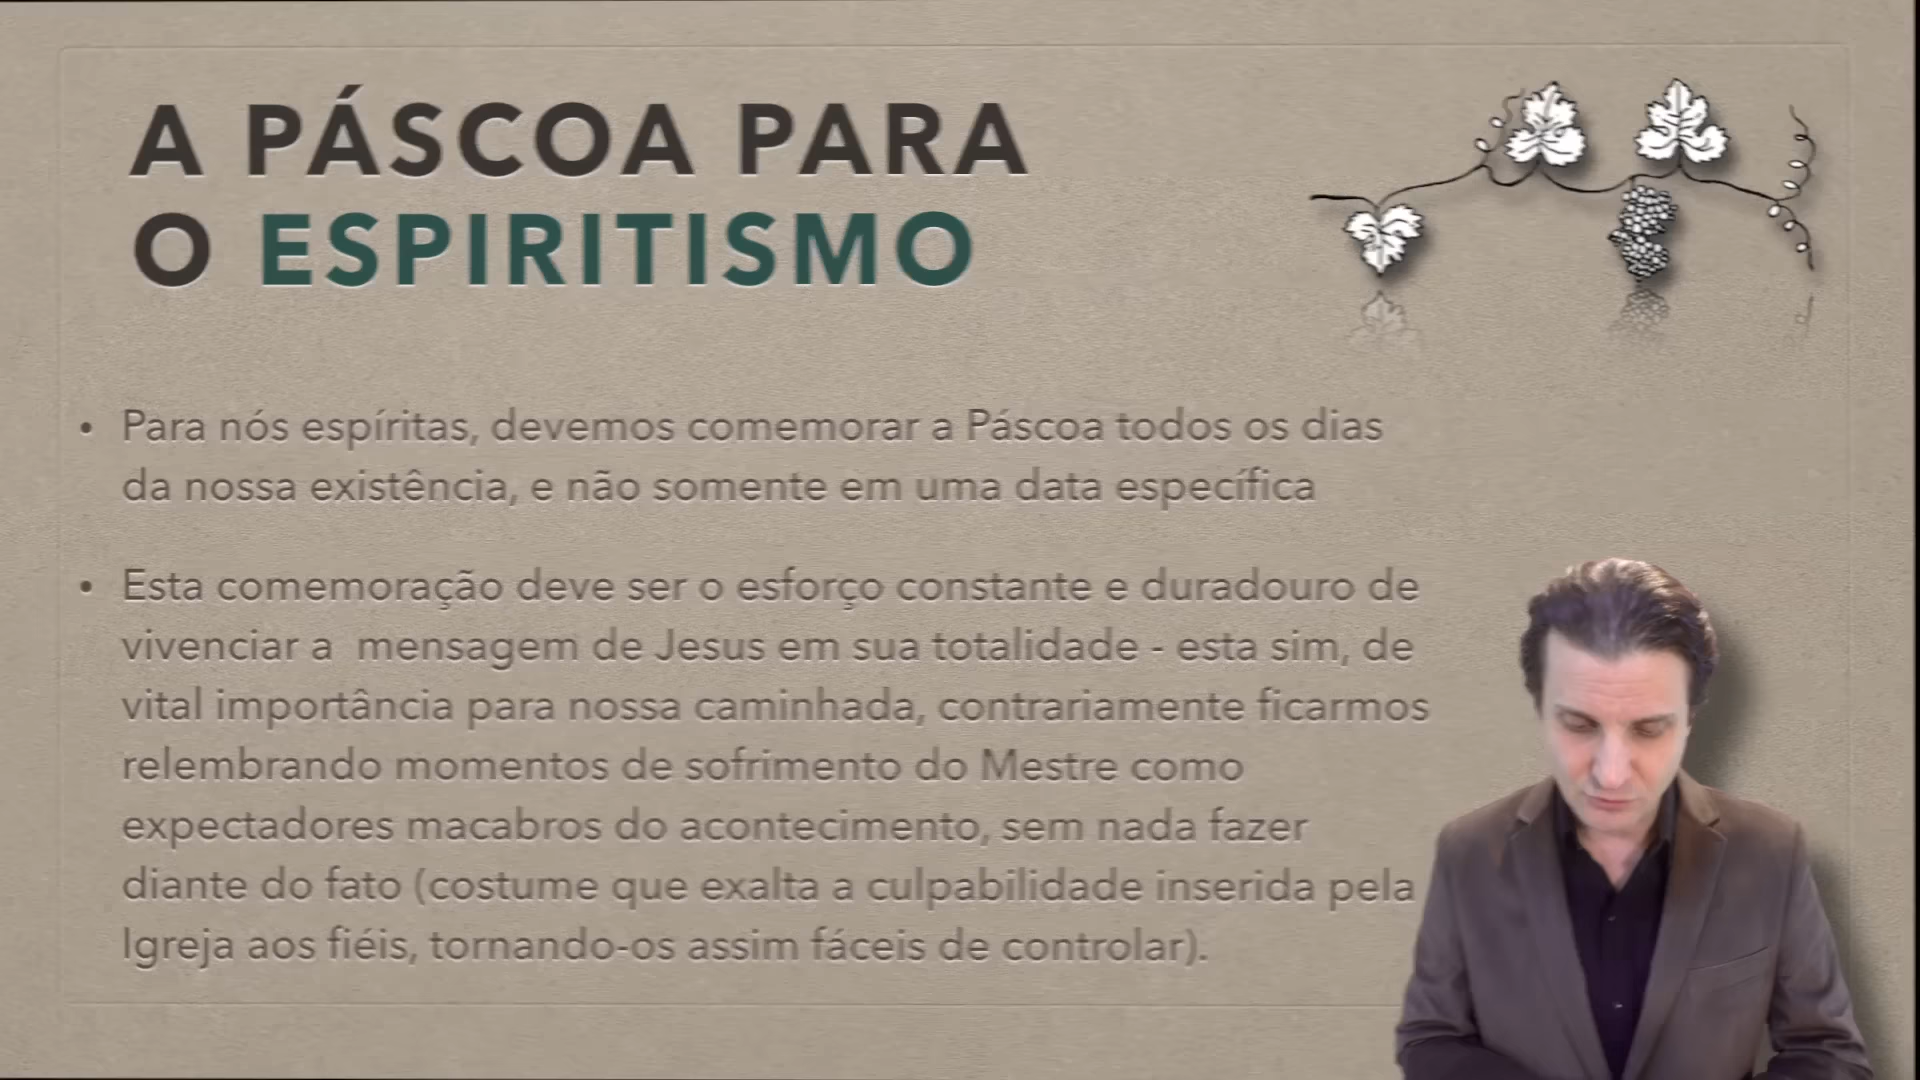 A PÁSCOA PARA
O ESPIRITISMO
• Para nós espíritas, devemos comemorar a Páscoa todos os dias
da nossa existência, e não somente em uma data específica
• Esta comemoração deve ser o esforço constante e duradouro de
vivenciar a  mensagem de Jesus em sua totalidade - esta sim, de
vital importância para nossa caminhada, contrariamente ficarmos
relembrando momentos de sofrimento do Mestre como
expectadores macabros do acontecimento, sem nada fazer
diante do fato (costume que exalta a culpabilidade inserida pela
Igreja aos fiéis, tornando-os assim fáceis de controlar).